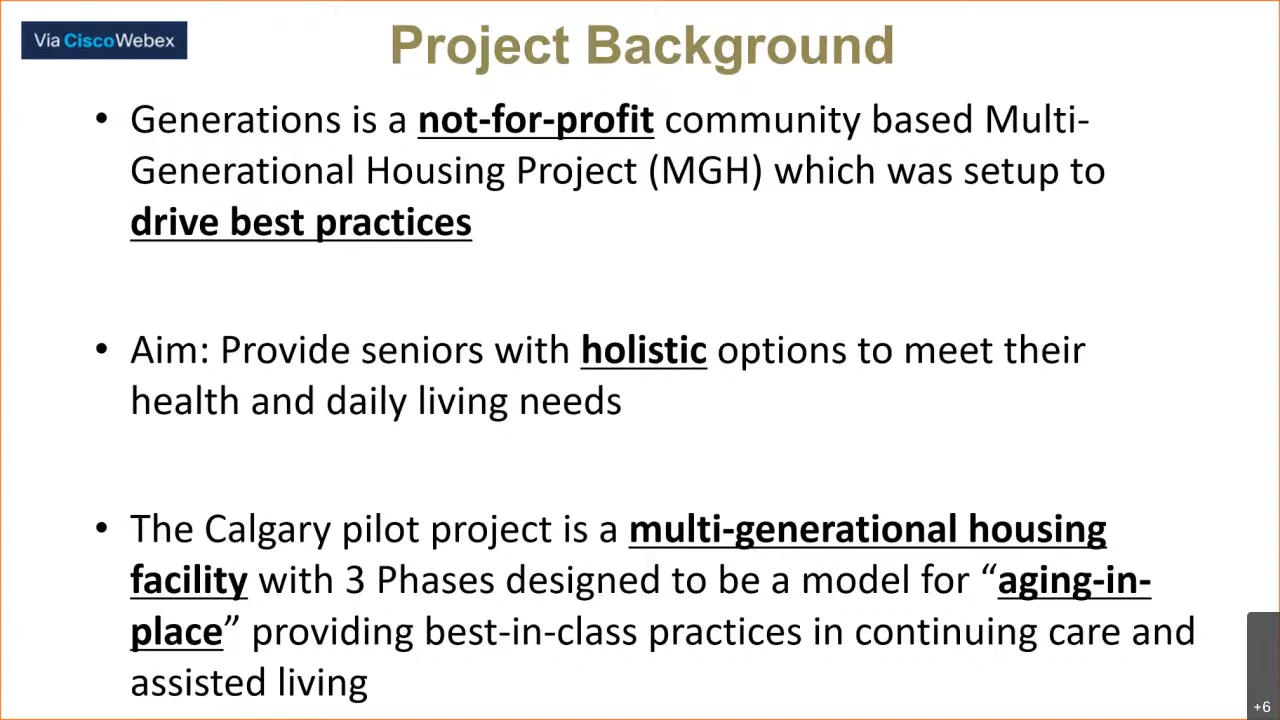 Via CiscoWebex
Project Background
• Generations is a not-for-profit community based Multi-
Generational Housing Project (MGH) which was setup to
drive best practices
• Aim: Provide seniors with holistic options to meet their
health and daily living needs
• The Calgary pilot project is a multi-generational housing
facility with 3 Phases designed to be a model for “aging-in-
place” providing best-in-class practices in continuing care and
assisted living
+6